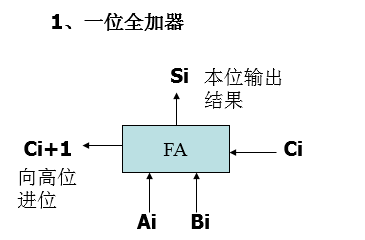 1、一位全加器
Si 本位输出
结果
Ci+1
FA
Ci
向高位
进位
Ai
Bi